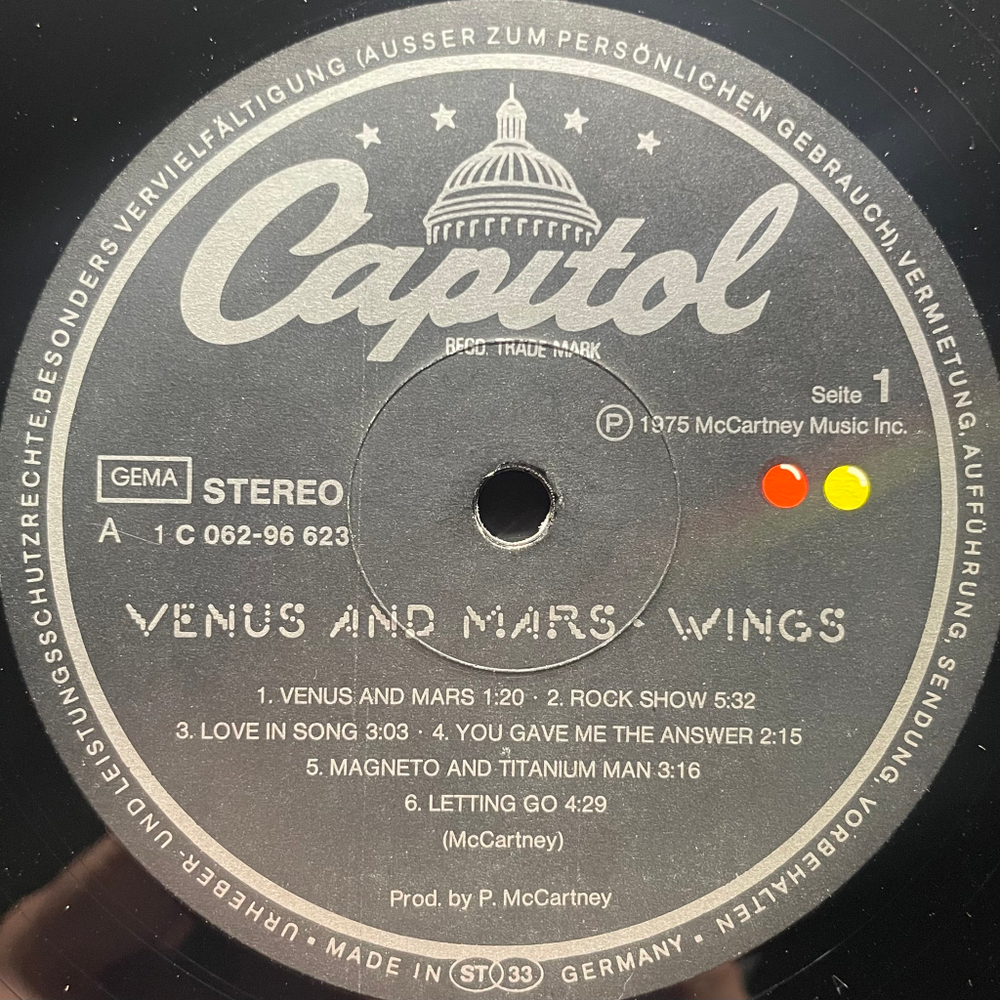 URHEBER- UND LEISTUNGSSCHUTZRECHTE, BESONDERS VERVIELFÄLTIGUNG (AUSSER ZUM PERSÖNLICHEN GEBRAUCH), VERMIETUNG, AUFFÜHRUNG, SENDUNG, VORBEHALTEN
Capitol
REGD. TRADE MARK
Seite 1
Ⓟ 1975 McCartney Music Inc.
GEMA STEREO
A 1 C 062-96 623
VENUS AND MARS · WINGS
1. VENUS AND MARS 1:20 · 2. ROCK SHOW 5:32
3. LOVE IN SONG 3:03 · 4. YOU GAVE ME THE ANSWER 2:15
5. MAGNETO AND TITANIUM MAN 3:16
6. LETTING GO 4:29
(McCartney)
Prod. by P. McCartney
MADE IN ST 33 GERMANY